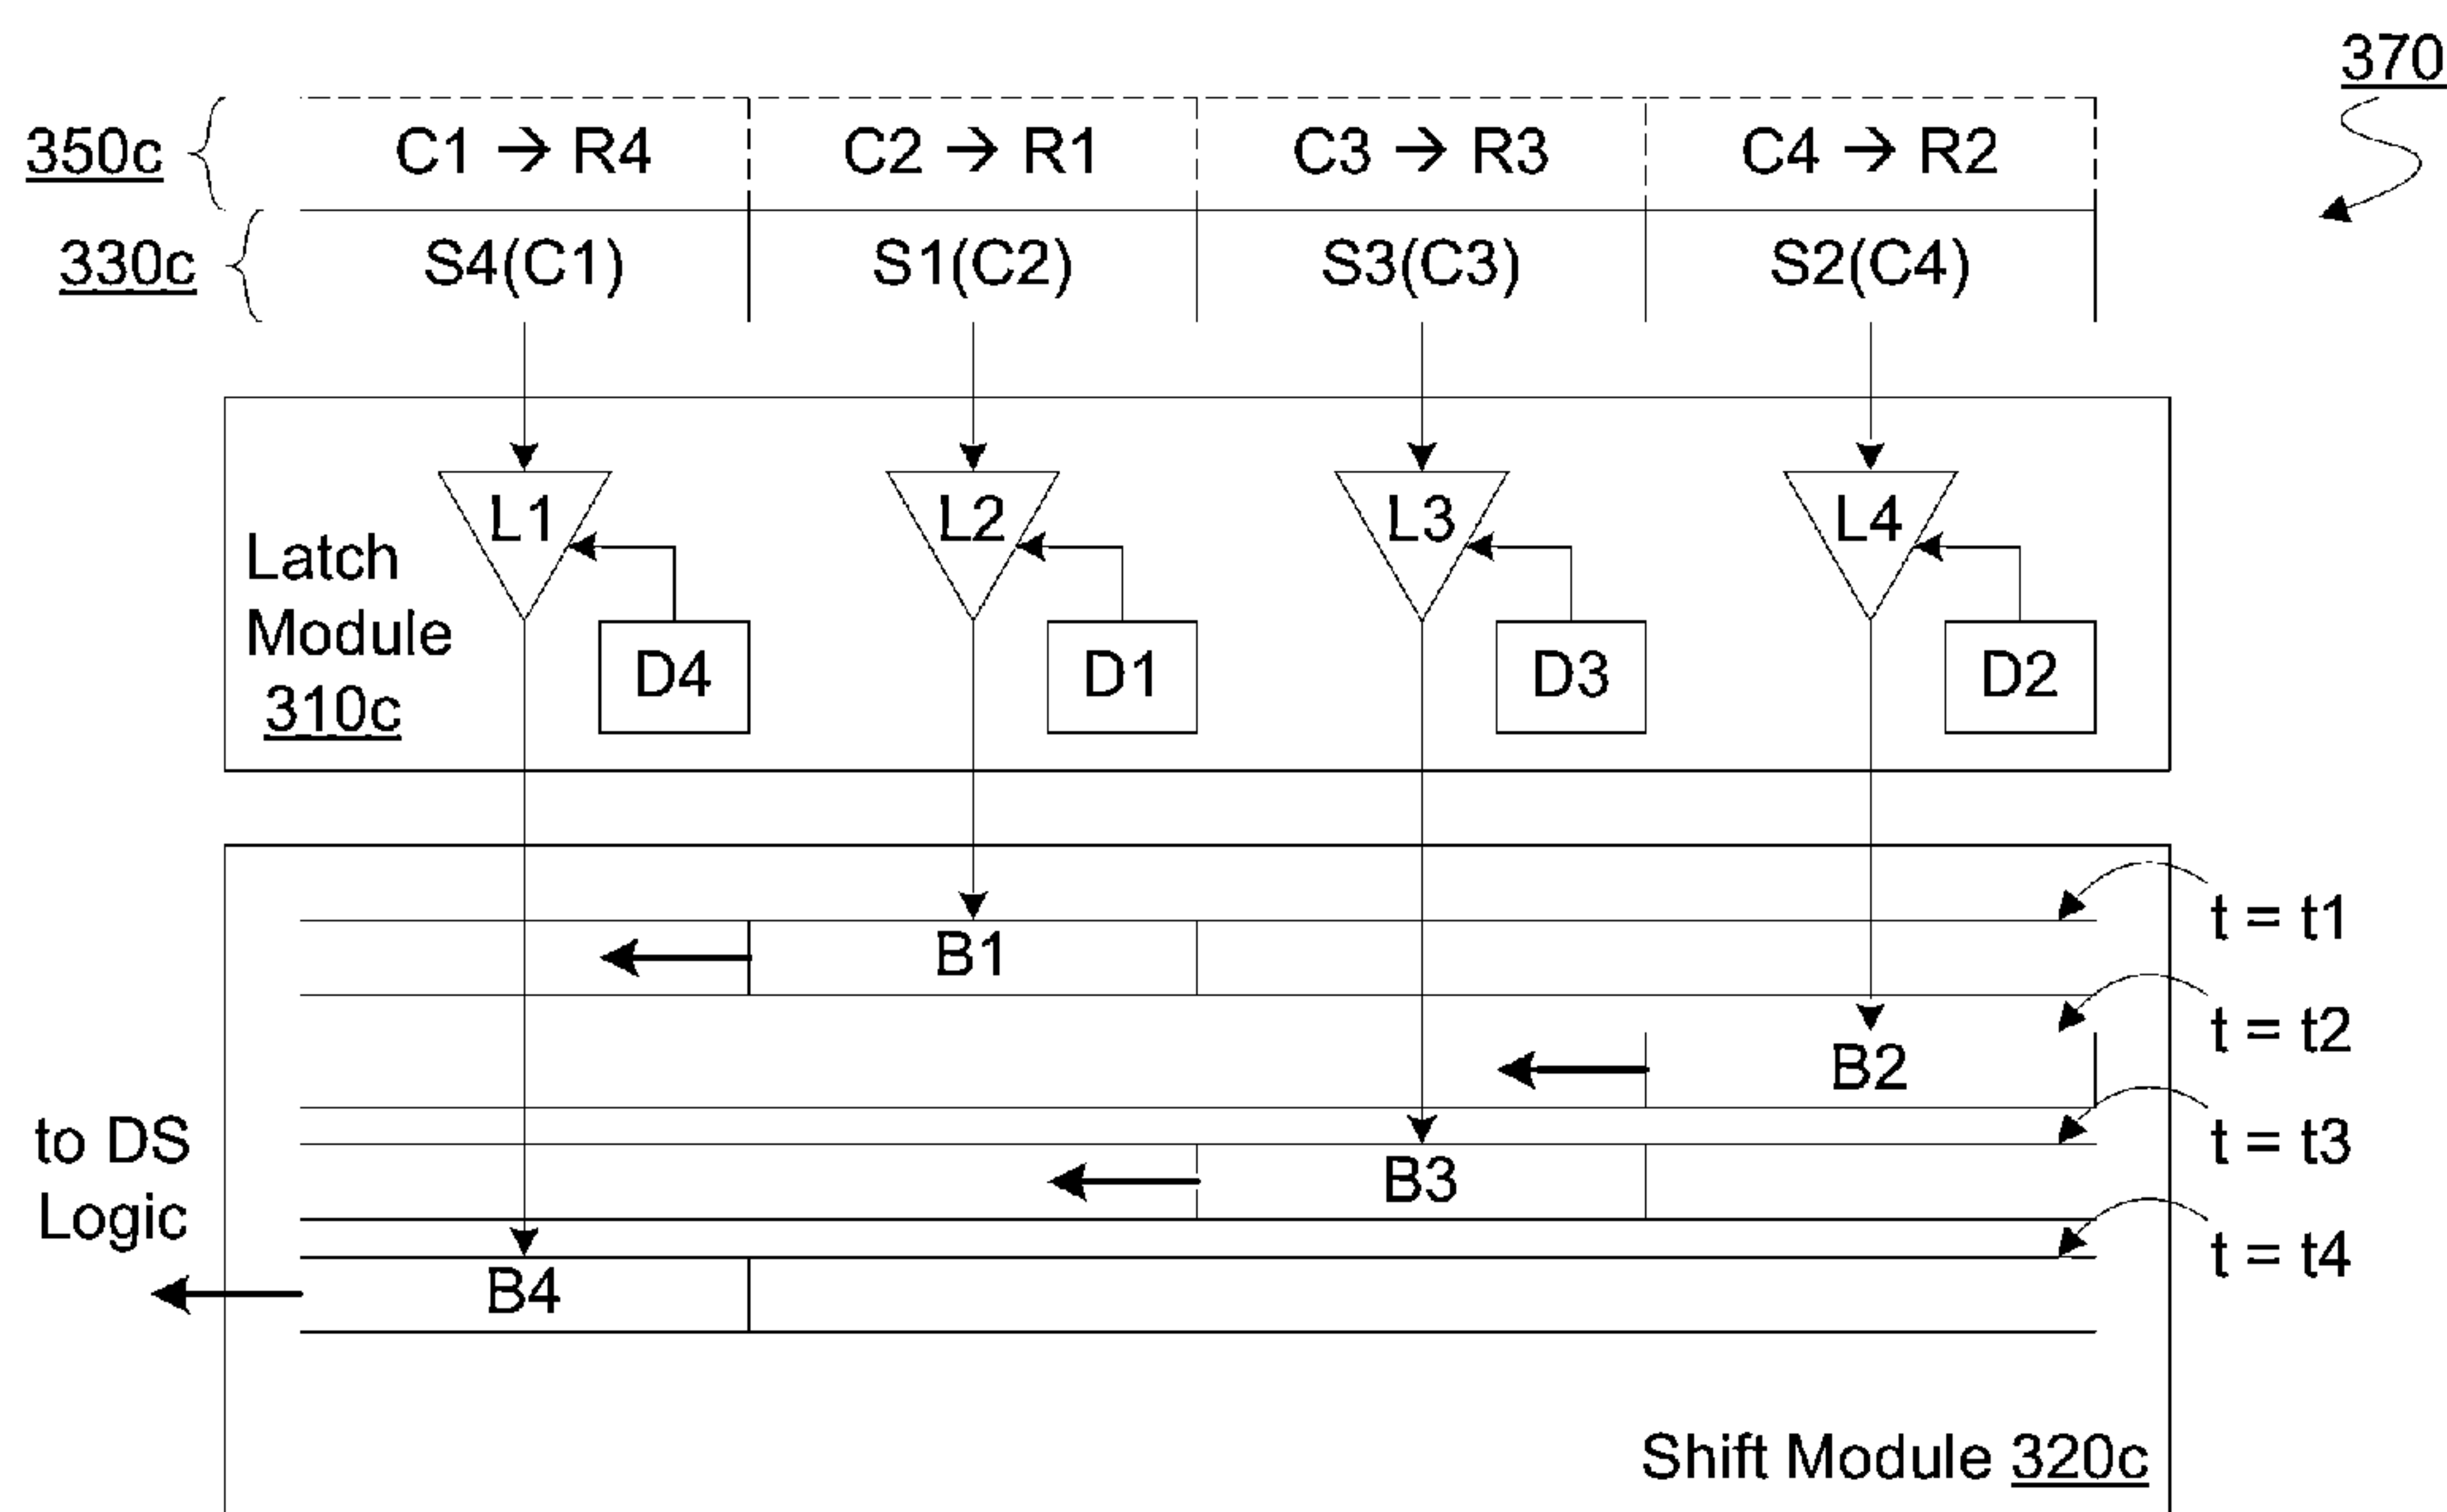 370
350c C1 → R4 C2 → R1 C3 → R3 C4 → R2
330c S4(C1) S1(C2) S3(C3) S2(C4)
L1 L2 L3 L4
Latch
Module
310c
D4 D1 D3 D2
B1 t = t1
B2 t = t2
to DS
Logic
B3 t = t3
B4 t = t4
Shift Module 320c